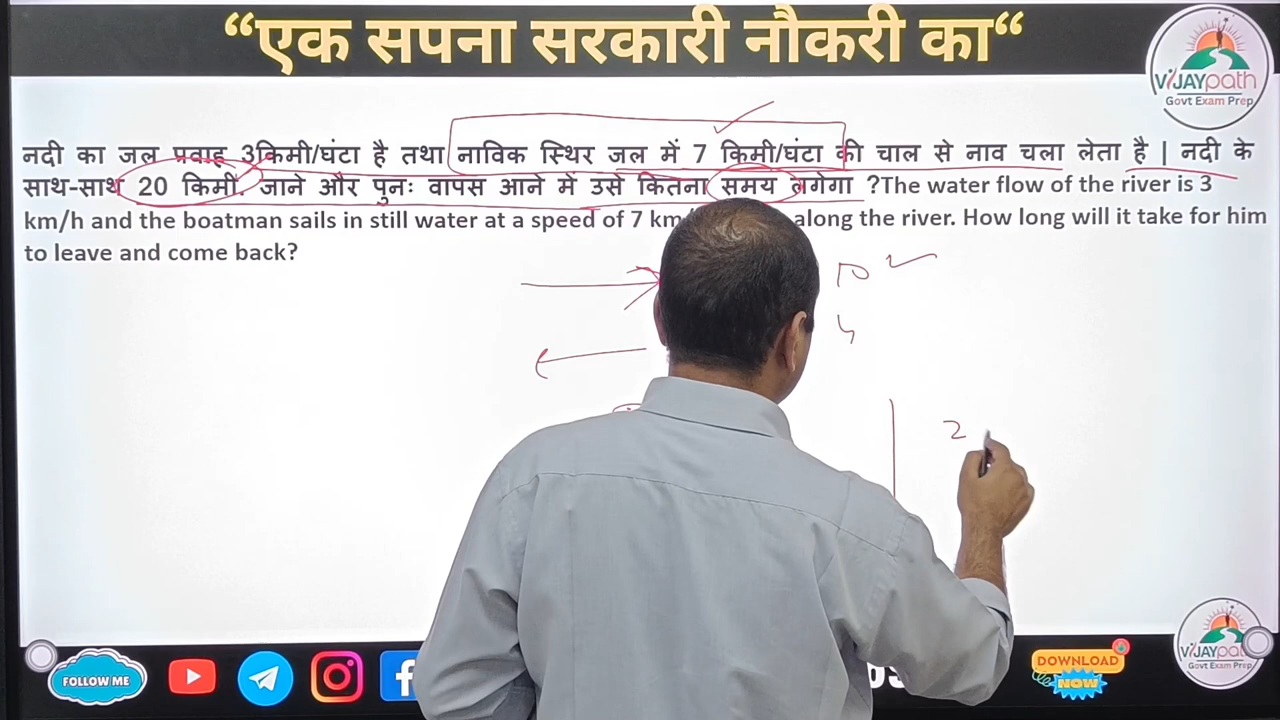 “एक सपना सरकारी नौकरी का“
VIJAYpath
Govt Exam Prep
नदी का जल प्रवाह 3किमी/घंटा है तथा नाविक स्थिर जल में 7 किमी/घंटा की चाल से नाव चला लेता है | नदी के
साथ-साथ 20 किमी. जाने और पुनः वापस आने में उसे कितना समय लगेगा ?The water flow of the river is 3
km/h and the boatman sails in still water at a speed of 7 km along the river. How long will it take for him
to leave and come back?
10
4
2
FOLLOW ME
DOWNLOAD
NOW
VIJAYpat
Govt Exam Prep